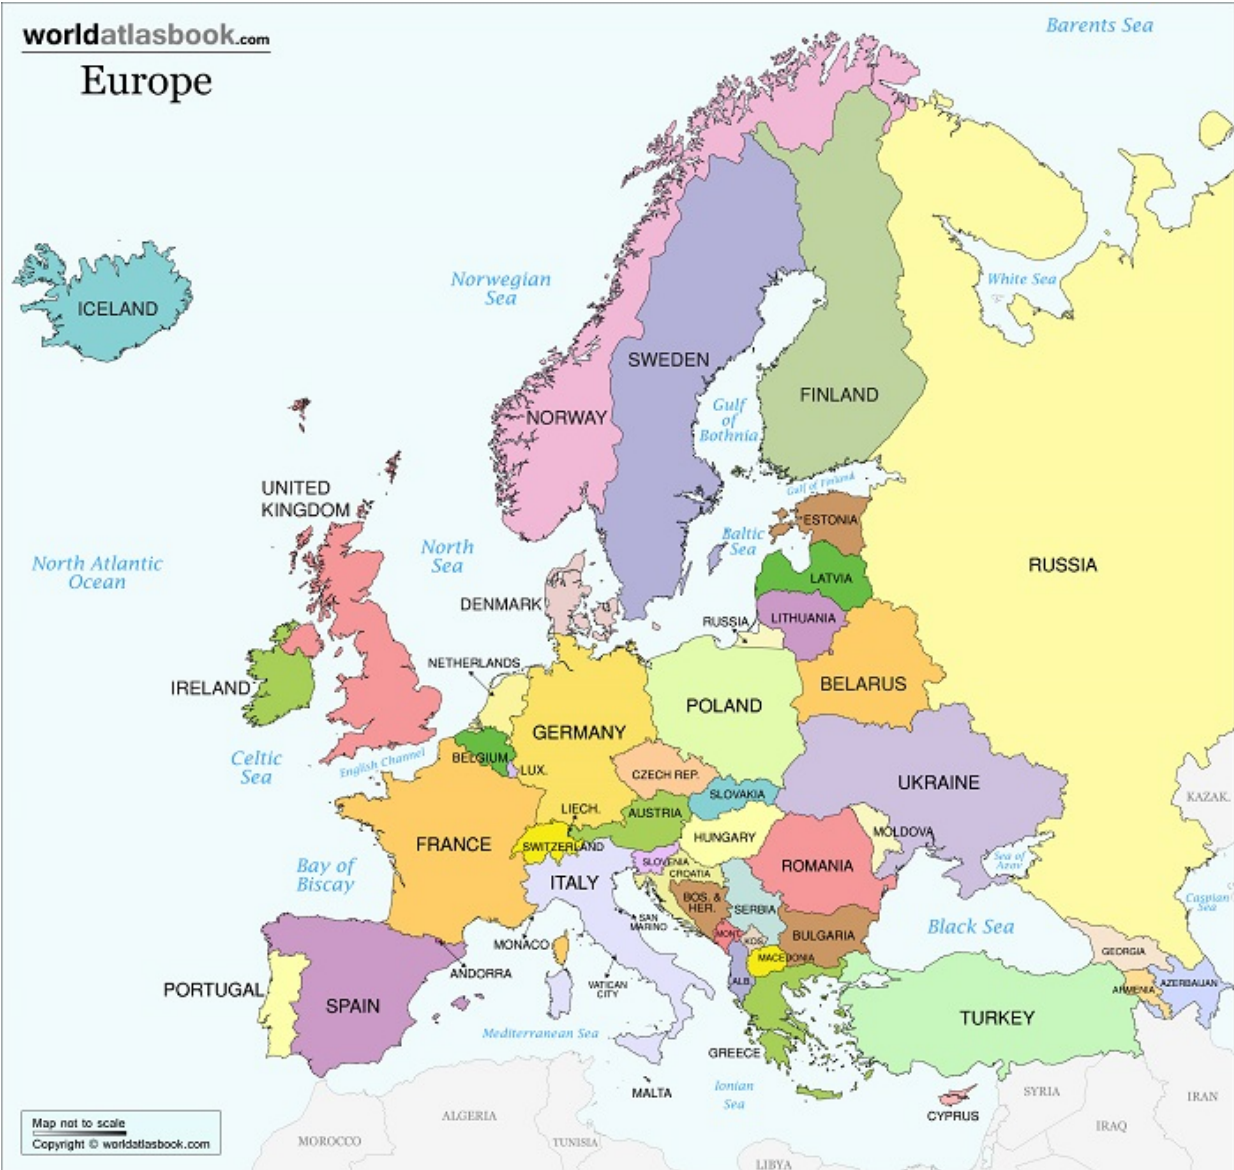 worldatlasbook.com
Europe
Barents Sea
ICELAND
Norwegian
Sea
White Sea
SWEDEN
FINLAND
NORWAY
Gulf
of
Bothnia
Gulf of Finland
UNITED
KINGDOM
ESTONIA
North
Sea
Baltic
Sea
North Atlantic
Ocean
RUSSIA
LATVIA
DENMARK
LITHUANIA
RUSSIA
NETHERLANDS
IRELAND
BELARUS
POLAND
GERMANY
Celtic
Sea
English Channel
BELGIUM
LUX.
CZECH REP.
UKRAINE
KAZAK.
SLOVAKIA
LIECH.
AUSTRIA
FRANCE
SWITZERLAND
HUNGARY
MOLDOVA
Bay of
Biscay
ITALY
SLOVENIA
CROATIA
ROMANIA
Sea of
Azov
BOS. &
HER.
SERBIA
Caspian
Sea
SAN
MARINO
Black Sea
MONACO
MONT.
KOS.
BULGARIA
MACEDONIA
GEORGIA
ANDORRA
VATICAN
CITY
ALB.
ARMENIA
AZERBAIJAN
PORTUGAL
SPAIN
TURKEY
Mediterranean Sea
GREECE
MALTA
Ionian
Sea
CYPRUS
SYRIA
IRAN
IRAQ
ALGERIA
MOROCCO
TUNISIA
LIBYA
Map not to scale
Copyright © worldatlasbook.com